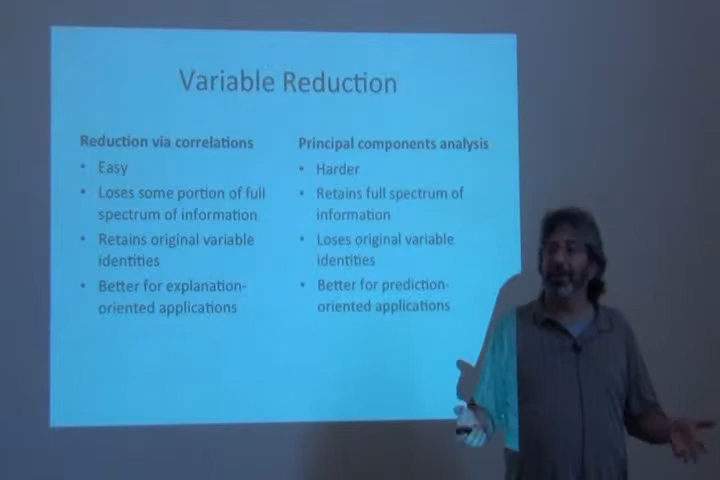 Variable Reduction
Reduction via correlations
• Easy
• Loses some portion of full
spectrum of information
• Retains original variable
identities
• Better for explanation-
oriented applications
Principal components analysis
• Harder
• Retains full spectrum of
information
• Loses original variable
identities
• Better for prediction-
oriented applications